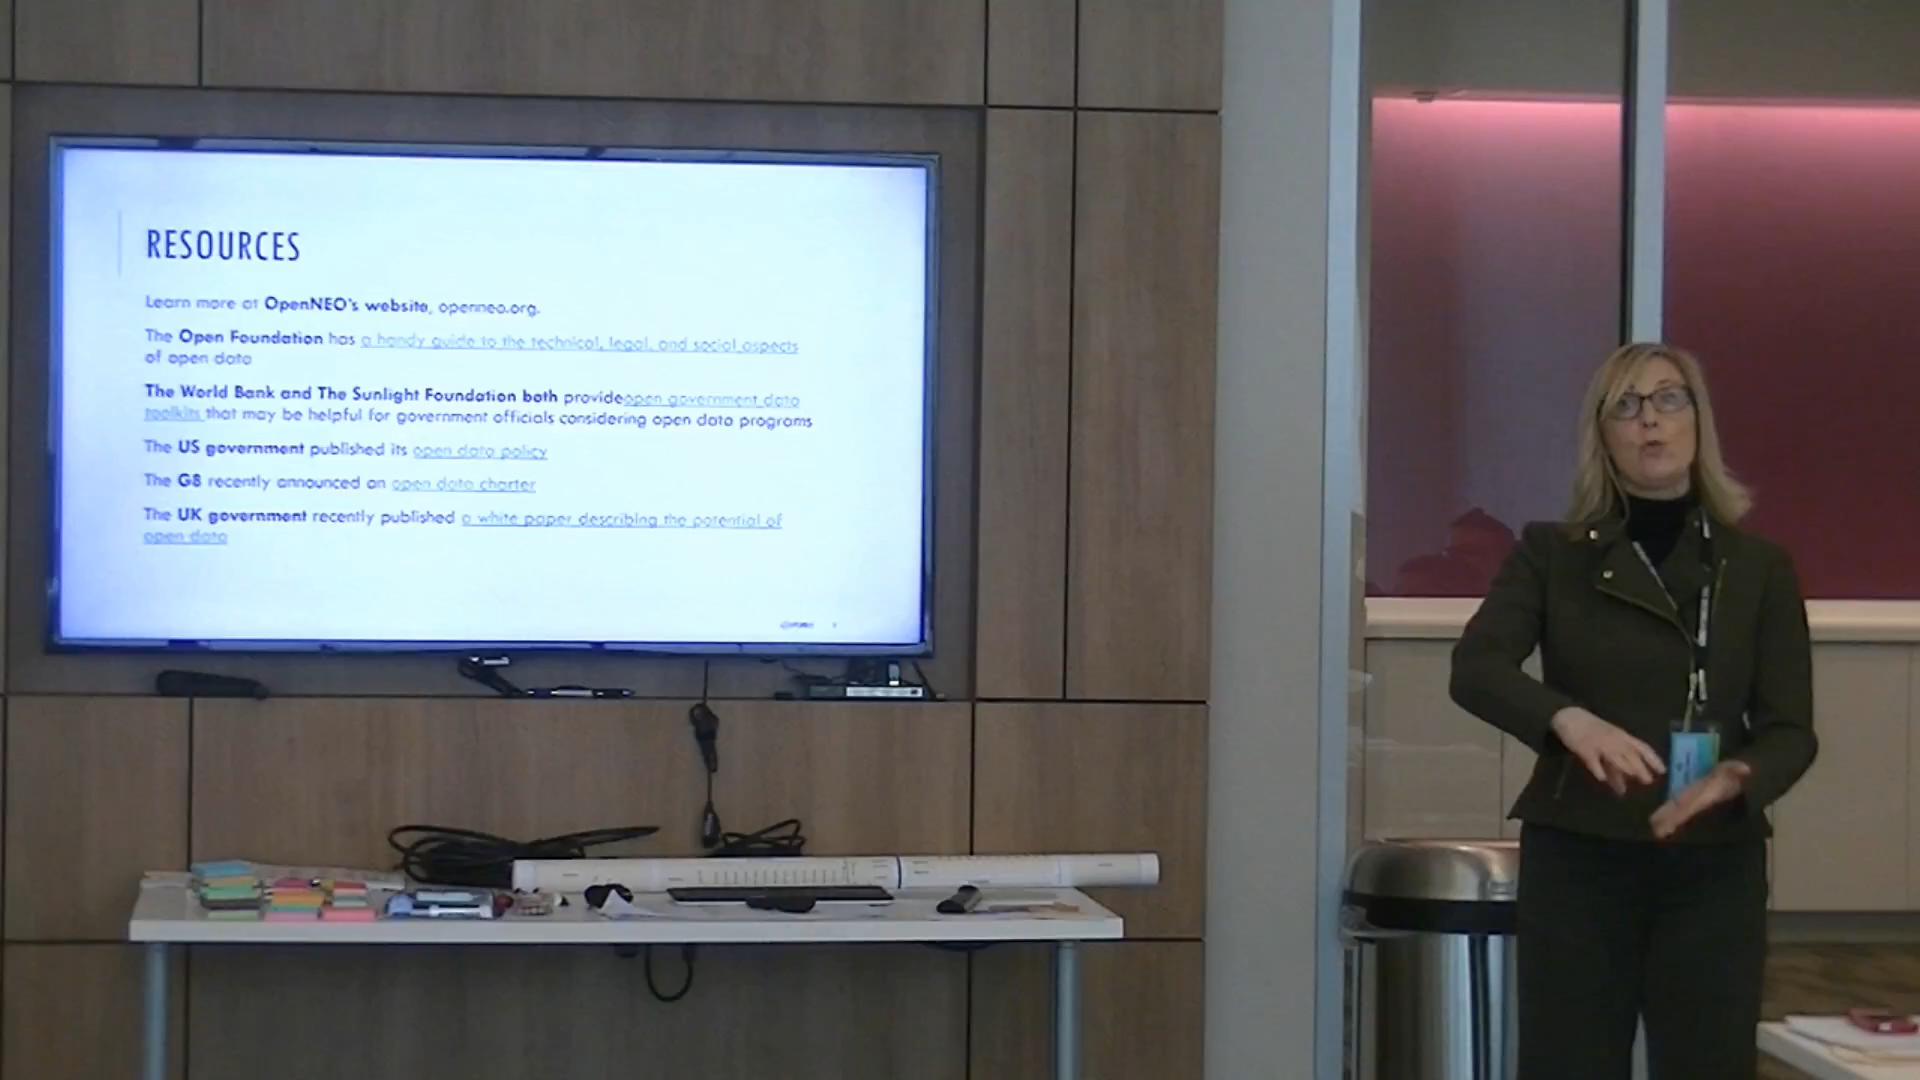 RESOURCES
Learn more at OpenNEO's website, openneo.org.
The Open Foundation has a handy guide to the technical, legal, and social aspects
of open data
The World Bank and The Sunlight Foundation both provideopen government data
toolkits that may be helpful for government officials considering open data programs
The US government published its open data policy
The G8 recently announced an open data charter
The UK government recently published a white paper describing the potential of
open data